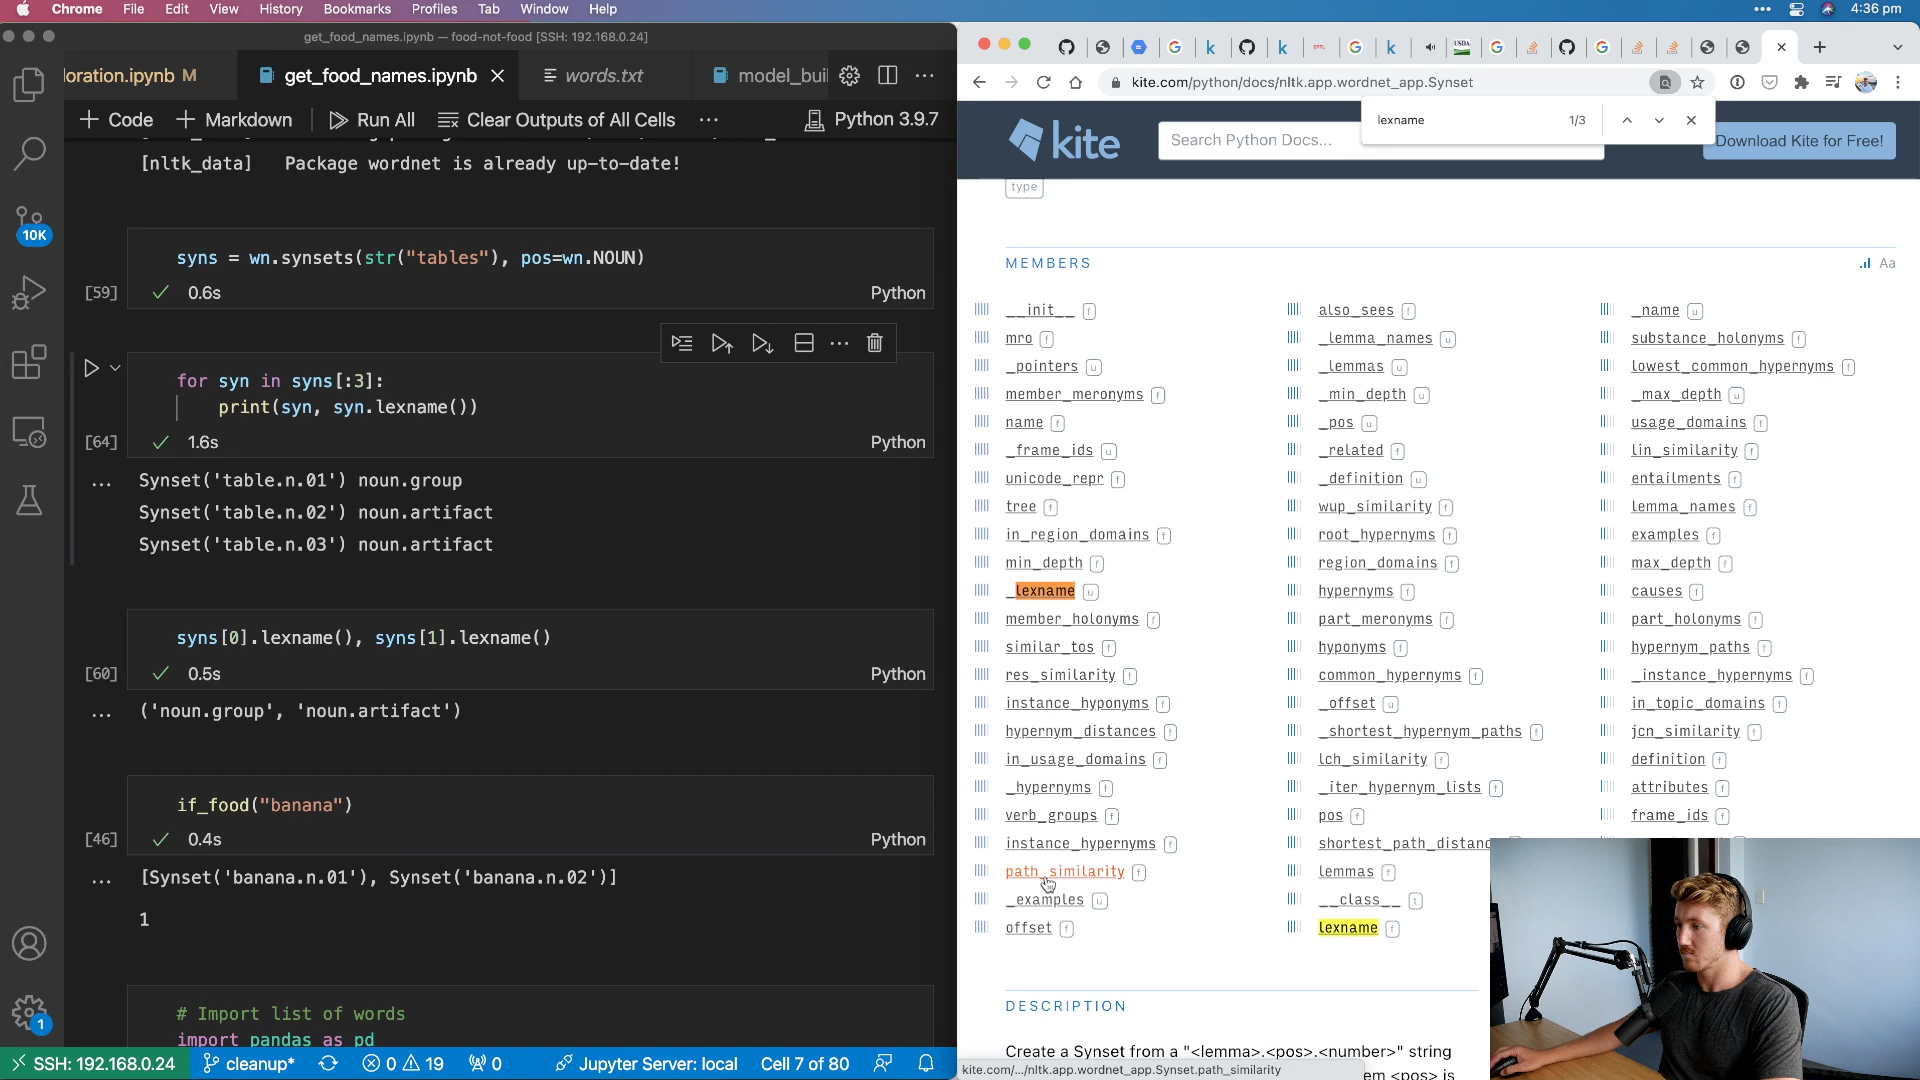 Chrome File Edit View History Bookmarks Profiles Tab Window Help 4:36 pm
get_food_names.ipynb — food-not-food [SSH: 192.168.0.24]
loration.ipynb M get_food_names.ipynb words.txt model_buil
+ Code + Markdown Run All Clear Outputs of All Cells Python 3.9.7
[nltk_data] Package wordnet is already up-to-date!
syns = wn.synsets(str("tables"), pos=wn.NOUN)
[59] 0.6s Python
for syn in syns[:3]:
print(syn, syn.lexname())
[64] 1.6s Python
Synset('table.n.01') noun.group
Synset('table.n.02') noun.artifact
Synset('table.n.03') noun.artifact
syns[0].lexname(), syns[1].lexname()
[60] 0.5s Python
('noun.group', 'noun.artifact')
if_food("banana")
[46] 0.4s Python
[Synset('banana.n.01'), Synset('banana.n.02')]
1
# Import list of words
import pandas as pd
10K
1
SSH: 192.168.0.24 cleanup* 0 19 0 Jupyter Server: local Cell 7 of 80
kite.com/python/docs/nltk.app.wordnet_app.Synset
lexname 1/3
kite Search Python Docs... Download Kite for Free!
type
MEMBERS Aa
__init__ f also_sees f _name u
mro f _lemma_names u substance_holonyms f
_pointers u _lemmas u lowest_common_hypernyms f
member_meronyms f _min_depth u _max_depth u
name f _pos u usage_domains f
_frame_ids u _related f lin_similarity f
unicode_repr f _definition u entailments f
tree f wup_similarity f lemma_names f
in_region_domains f root_hypernyms f examples f
min_depth f region_domains f max_depth f
_lexname u hypernyms f causes f
member_holonyms f part_meronyms f part_holonyms f
similar_tos f hyponyms f hypernym_paths f
res_similarity f common_hypernyms f _instance_hypernyms f
instance_hyponyms f _offset u in_topic_domains f
hypernym_distances f _shortest_hypernym_paths f jcn_similarity f
in_usage_domains f lch_similarity f definition f
_hypernyms f _iter_hypernym_lists f attributes f
verb_groups f pos f frame_ids f
instance_hypernyms f shortest_path_distanc
path_similarity f lemmas f
_examples u __class__ t
offset f lexname f
DESCRIPTION
Create a Synset from a "<lemma>.<pos>.<number>" string
em <pos> is
kite.com/.../nltk.app.wordnet_app.Synset.path_similarity